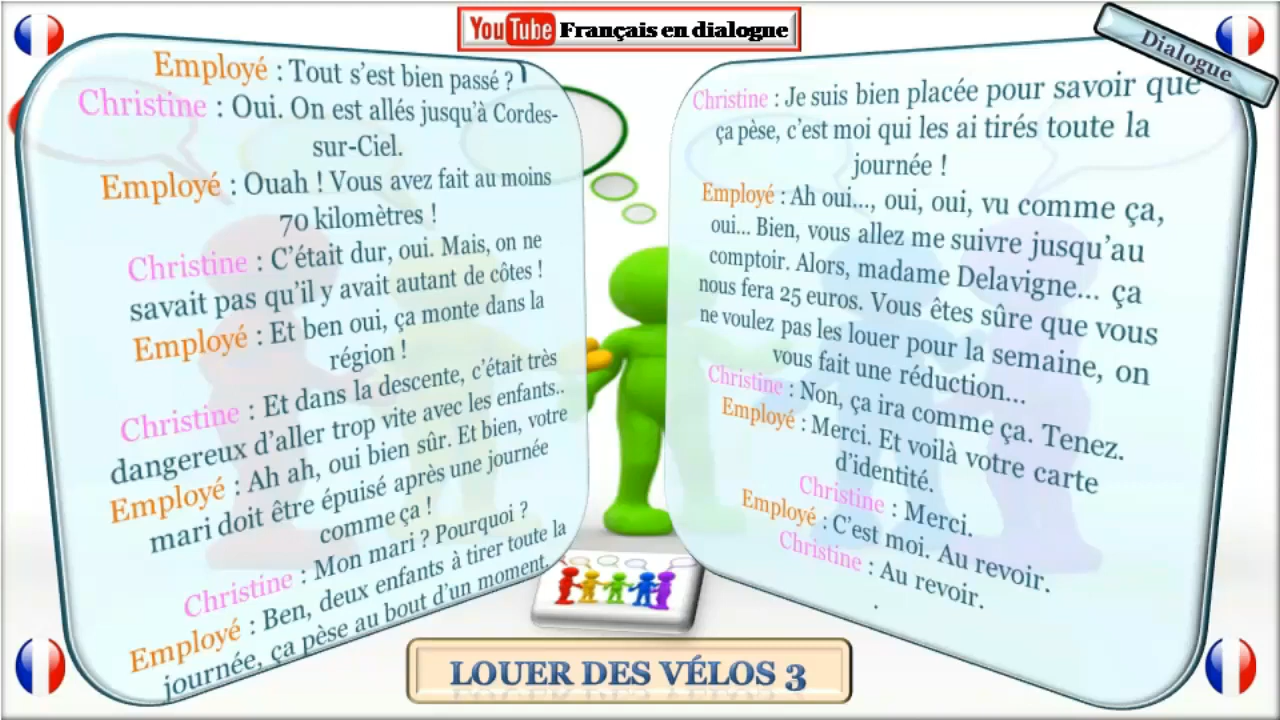 YouTube Français en dialogue
Dialogue
Employé : Tout s'est bien passé ?
Christine : Oui. On est allés jusqu'à Cordes-
sur-Ciel.
Employé : Ouah ! Vous avez fait au moins
70 kilomètres !
Christine : C'était dur, oui. Mais, on ne
savait pas qu'il y avait autant de côtes !
Employé : Et ben oui, ça monte dans la
région !
Christine : Et dans la descente, c'était très
dangereux d'aller trop vite avec les enfants..
Employé : Ah ah, oui bien sûr. Et bien, votre
mari doit être épuisé après une journée
comme ça !
Christine : Mon mari ? Pourquoi ?
Employé : Ben, deux enfants à tirer toute la
journée, ça pèse au bout d'un moment.
Christine : Je suis bien placée pour savoir que
ça pèse, c'est moi qui les ai tirés toute la
journée !
Employé : Ah oui..., oui, oui, vu comme ça,
oui... Bien, vous allez me suivre jusqu'au
comptoir. Alors, madame Delavigne... ça
nous fera 25 euros. Vous êtes sûre que vous
ne voulez pas les louer pour la semaine, on
vous fait une réduction...
Christine : Non, ça ira comme ça. Tenez.
Employé : Merci. Et voilà votre carte
d'identité.
Christine : Merci.
Employé : C'est moi. Au revoir.
Christine : Au revoir.
.
LOUER DES VÉLOS 3